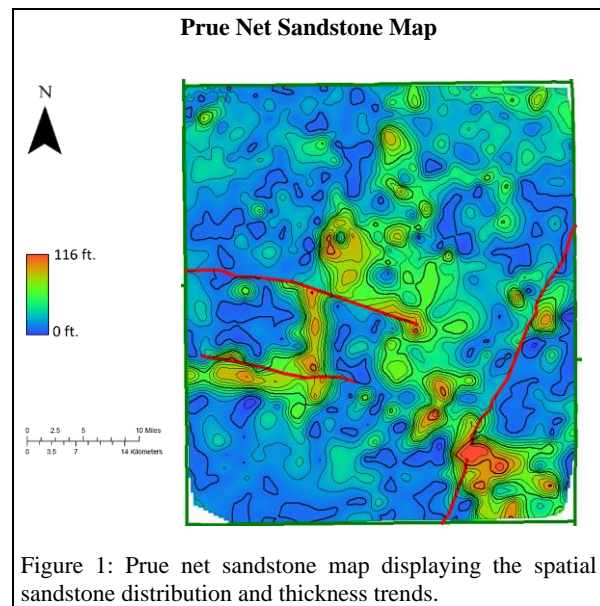 Prue Net Sandstone Map
N
116 ft.
0 ft.
0 2.5 5 10 Miles
0 3.5 7 14 Kilometers
Figure 1: Prue net sandstone map displaying the spatial
sandstone distribution and thickness trends.